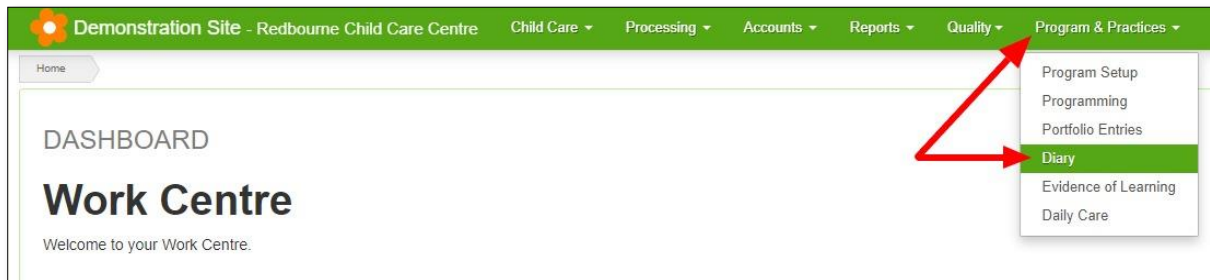 Demonstration Site - Redbourne Child Care Centre Child Care Processing Accounts Reports Quality Program & Practices
Home
Program Setup
Programming
Portfolio Entries
Diary
Evidence of Learning
Daily Care
DASHBOARD
Work Centre
Welcome to your Work Centre.